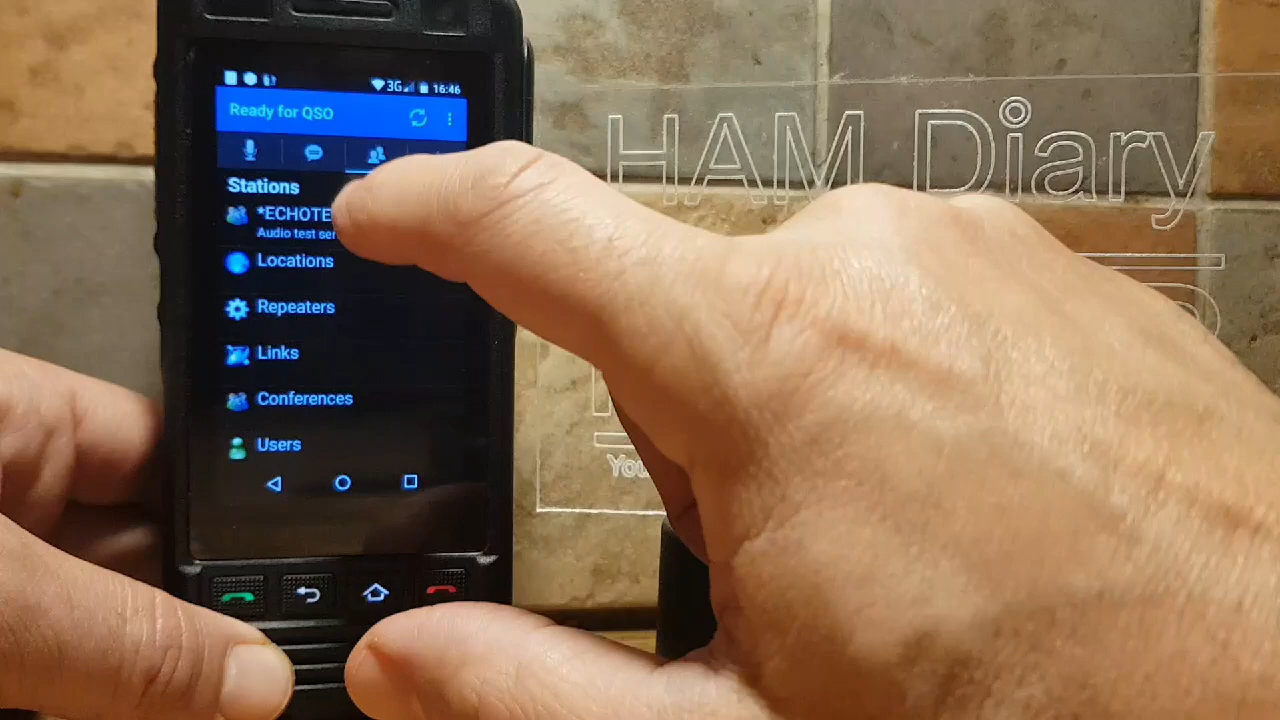 3G 16:46
Ready for QSO
Stations
*ECHOTE
Audio test ser
Locations
Repeaters
Links
Conferences
Users
HAM Diary
You